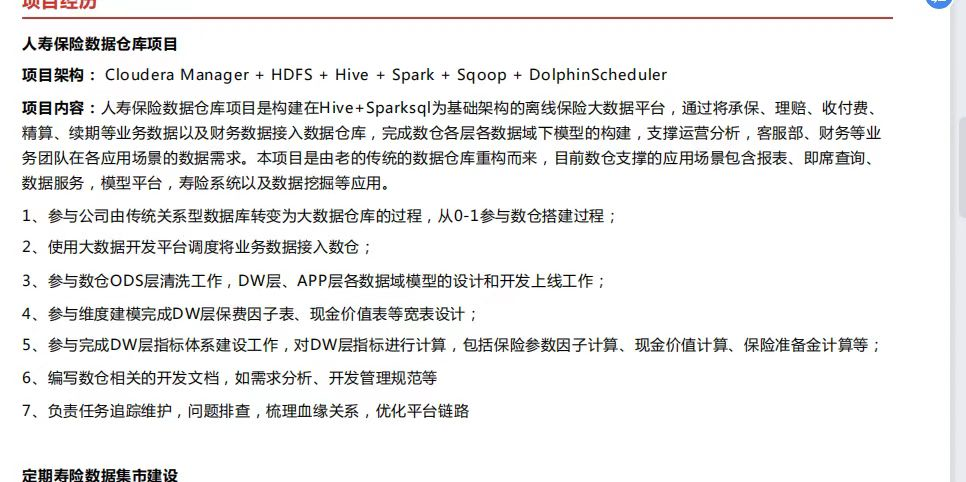 项目经历
人寿保险数据仓库项目
项目架构： Cloudera Manager + HDFS + Hive + Spark + Sqoop + DolphinScheduler
项目内容：人寿保险数据仓库项目是构建在Hive+Sparksql为基础架构的离线保险大数据平台，通过将承保、理赔、收付费、
精算、续期等业务数据以及财务数据接入数据仓库，完成数仓各层各数据域下模型的构建，支撑运营分析，客服部、财务等业
务团队在各应用场景的数据需求。本项目是由老的传统的数据仓库重构而来，目前数仓支撑的应用场景包含报表、即席查询、
数据服务，模型平台，寿险系统以及数据挖掘等应用。
1、参与公司由传统关系型数据库转变为大数据仓库的过程，从0-1参与数仓搭建过程；
2、使用大数据开发平台调度将业务数据接入数仓；
3、参与数仓ODS层清洗工作，DW层、APP层各数据域模型的设计和开发上线工作；
4、参与维度建模完成DW层保费因子表、现金价值表等宽表设计；
5、参与完成DW层指标体系建设工作，对DW层指标进行计算，包括保险参数因子计算、现金价值计算、保险准备金计算等；
6、编写数仓相关的开发文档，如需求分析、开发管理规范等
7、负责任务追踪维护，问题排查，梳理血缘关系，优化平台链路
定期寿险数据集市建设